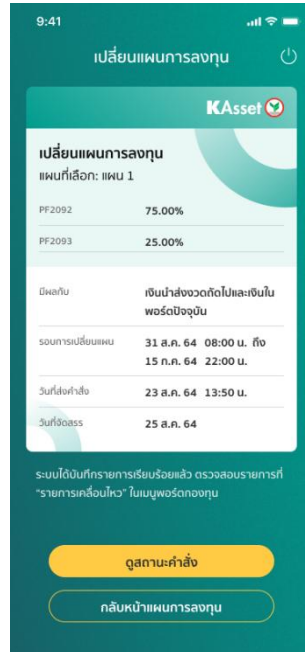 9:41
เปลี่ยนแผนการลงทุน
KAsset
เปลี่ยนแผนการลงทุน
แผนที่เลือก: แผน 1
PF2092 75.00%
PF2093 25.00%
มีผลกับ เงินนำส่งงวดถัดไปและเงินใน
พอร์ตปัจจุบัน
รอบการเปลี่ยนแผน 31 ส.ค. 64 08:00 น. ถึง
15 ก.ค. 64 22:00 น.
วันที่ส่งคำสั่ง 23 ส.ค. 64 13:50 น.
วันที่จัดสรร 25 ส.ค. 64
ระบบได้บันทึกรายการเรียบร้อยแล้ว ตรวจสอบรายการที่
“รายการเคลื่อนไหว” ในเมนูพอร์ตกองทุน
ดูสถานะคำสั่ง
กลับหน้าแผนการลงทุน